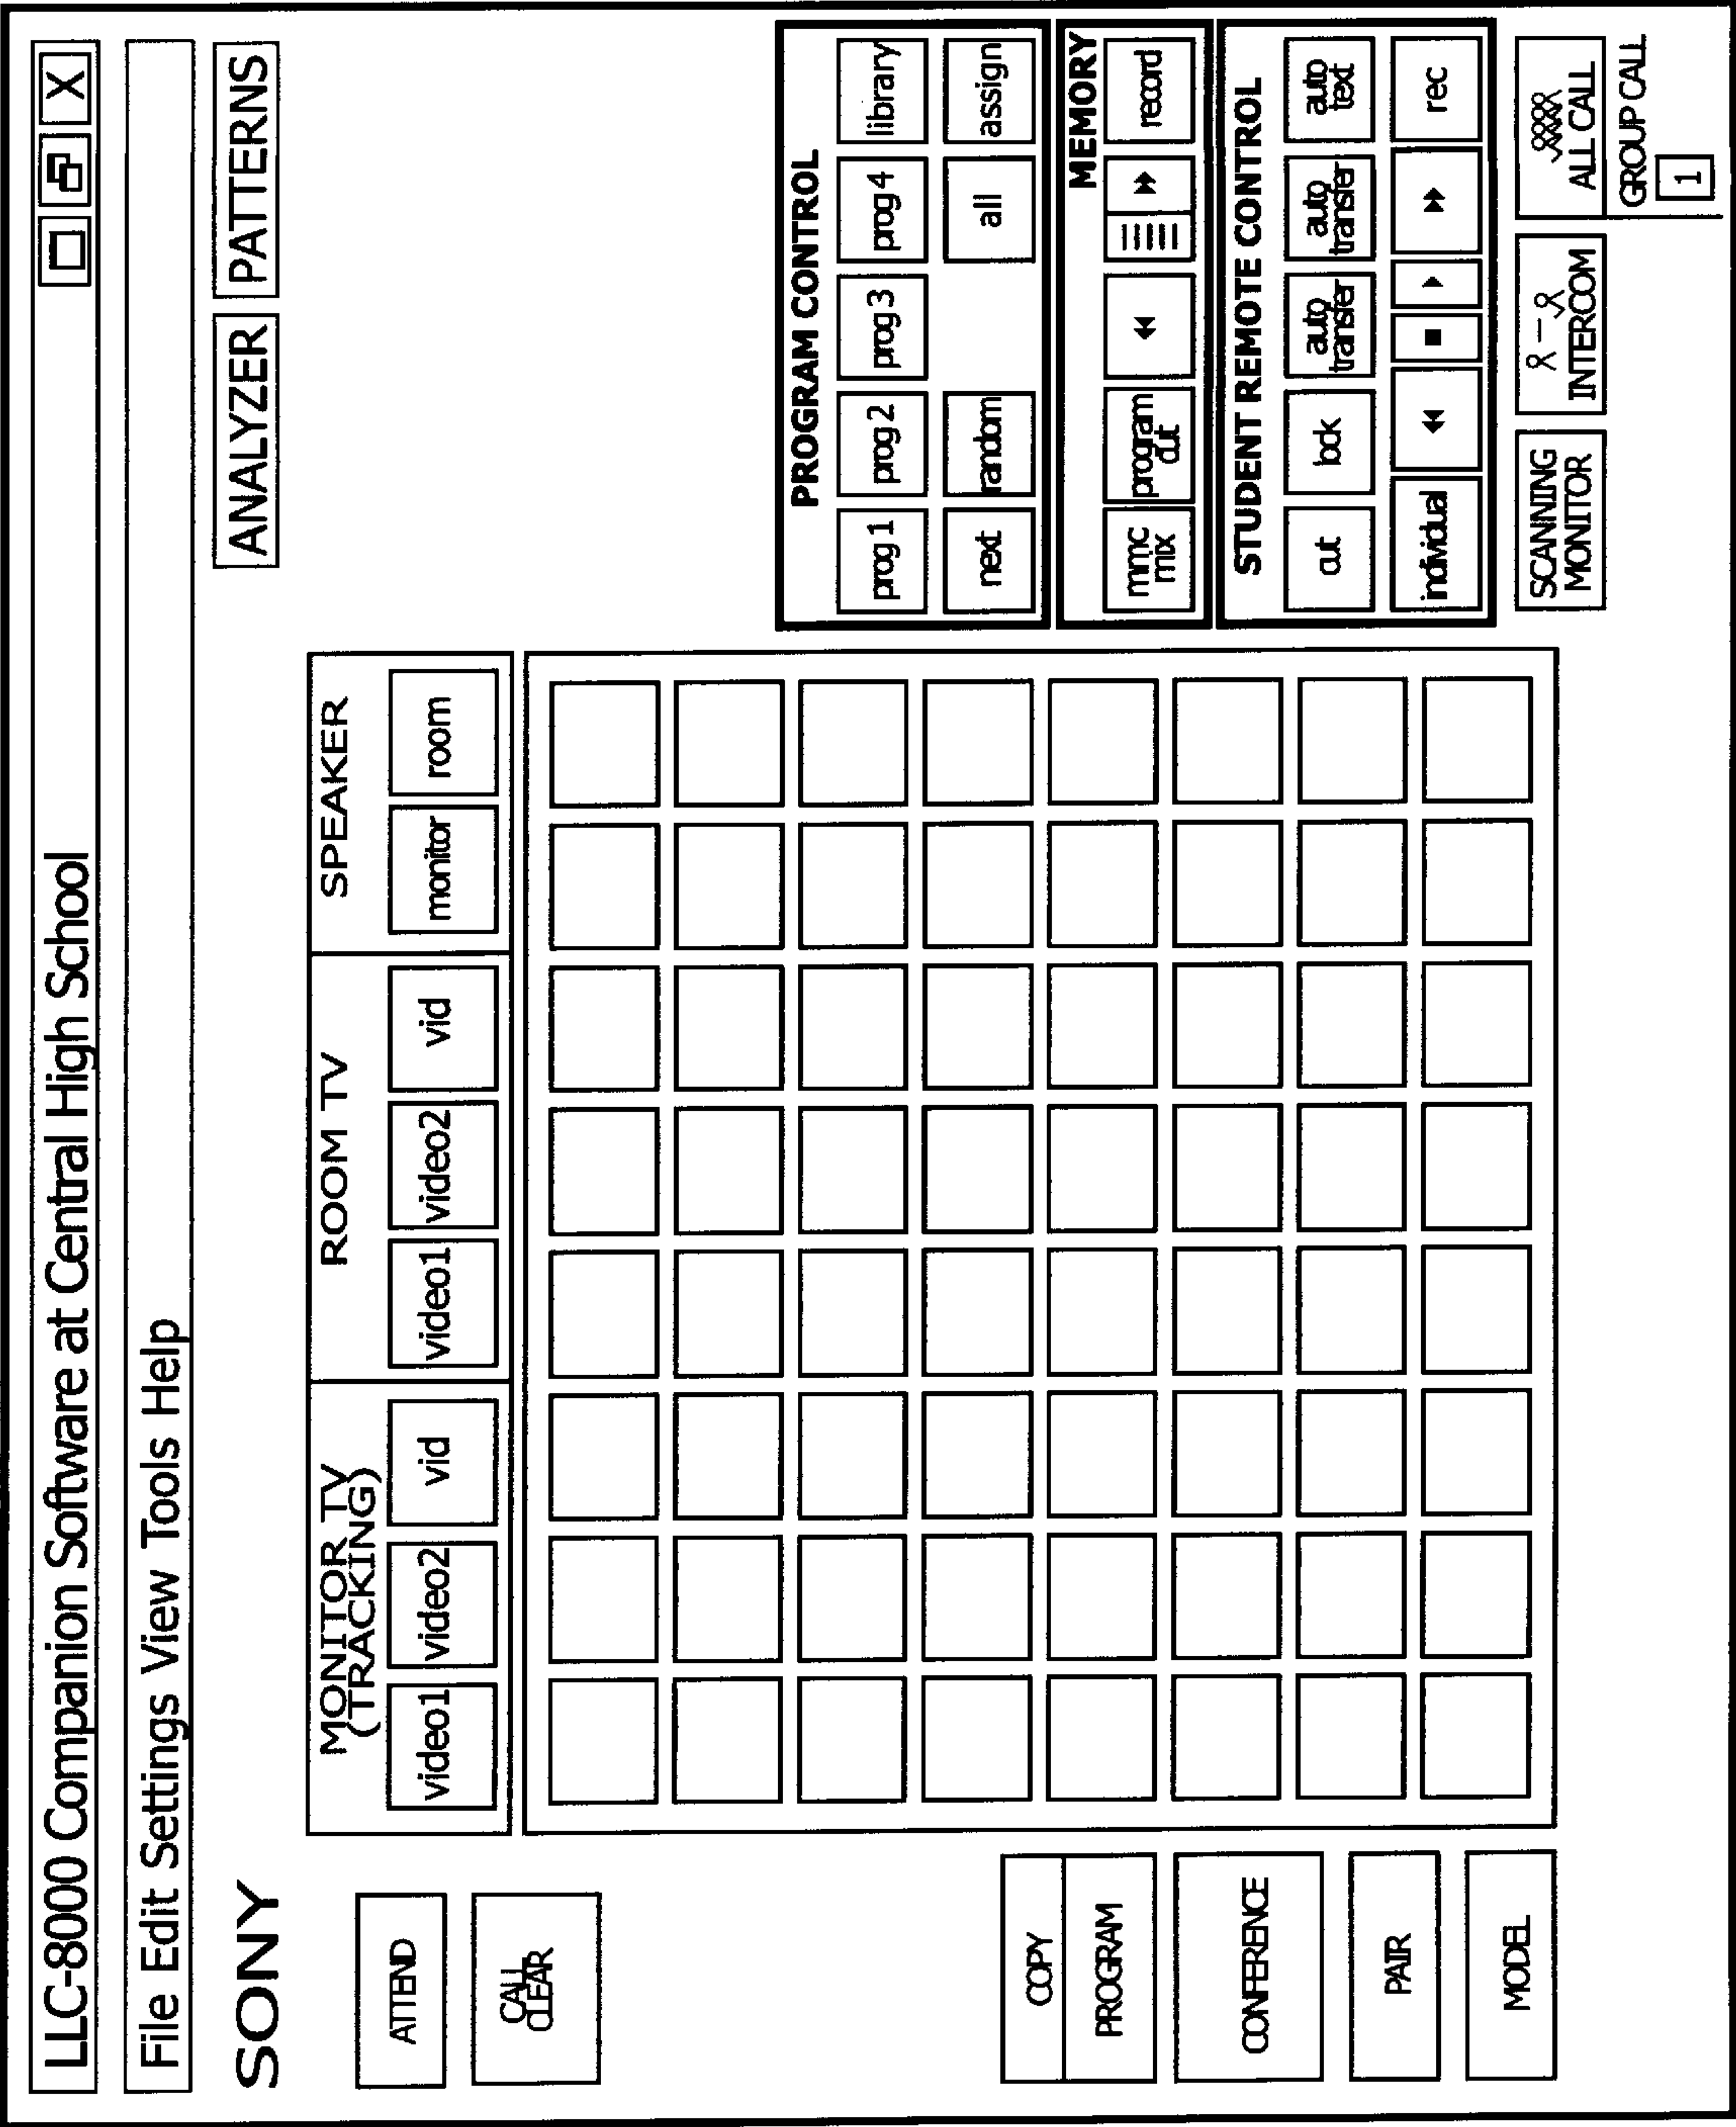 LLC-8000 Companion Software at Central High School X
File Edit Settings View Tools Help
SONY
ANALYZER PATTERNS
MONITOR TV
(TRACKING)
video1 video2 vid
ROOM TV
video1 video2 vid
SPEAKER
monitor room
ATTEND
CALL
CLEAR
COPY
PROGRAM
CONFERENCE
PAIR
MODEL
PROGRAM CONTROL
prog 1 prog 2 prog 3 prog 4 library
next random all assign
MEMORY
mmc
mix
program
out
record
STUDENT REMOTE CONTROL
cut lock
auto
transfer
auto
transfer
auto
text
individual rec
SCANNING
MONITOR
INTERCOM
ALL CALL
GROUP CALL
1